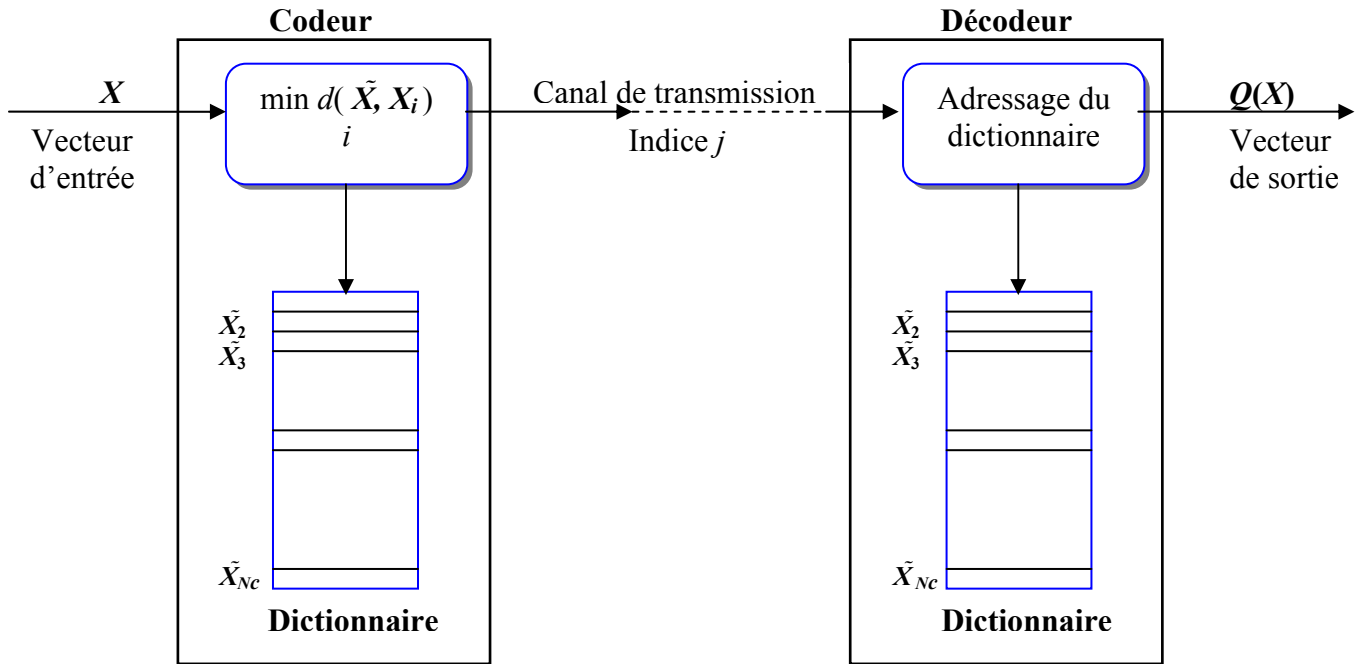 Codeur
Décodeur
X
Vecteur
d’entrée
min d( X̃, Xᵢ)
i
Canal de transmission
Indice j
Adressage du
dictionnaire
Q(X)
Vecteur
de sortie
X̃₂
X̃₃
X̃Nc
Dictionnaire
X̃₂
X̃₃
X̃Nc
Dictionnaire